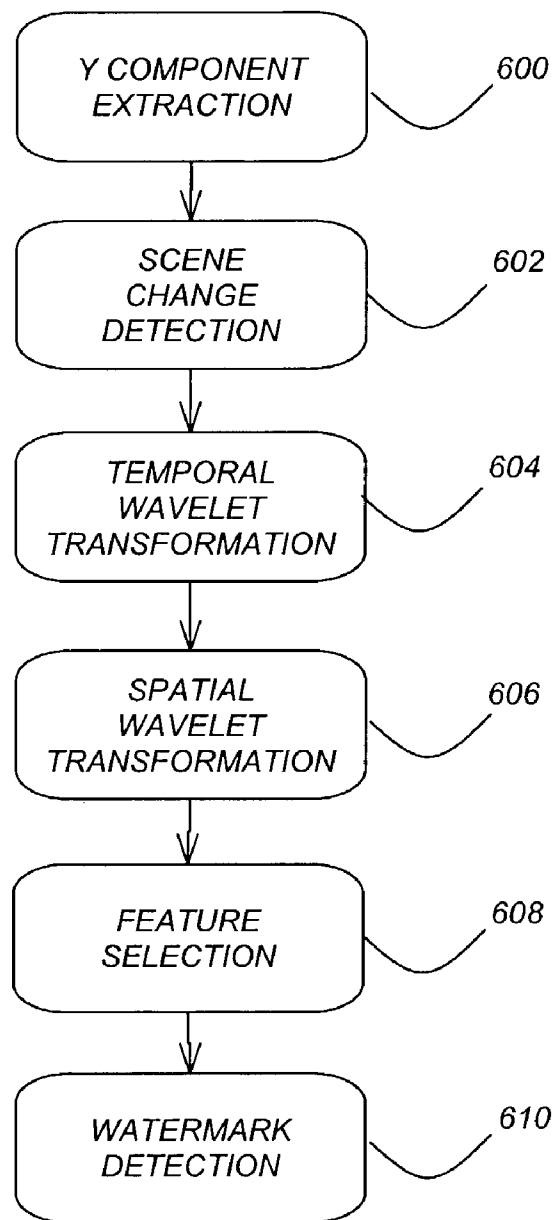 Y COMPONENT
EXTRACTION
600
SCENE
CHANGE
DETECTION
602
TEMPORAL
WAVELET
TRANSFORMATION
604
SPATIAL
WAVELET
TRANSFORMATION
606
FEATURE
SELECTION
608
WATERMARK
DETECTION
610